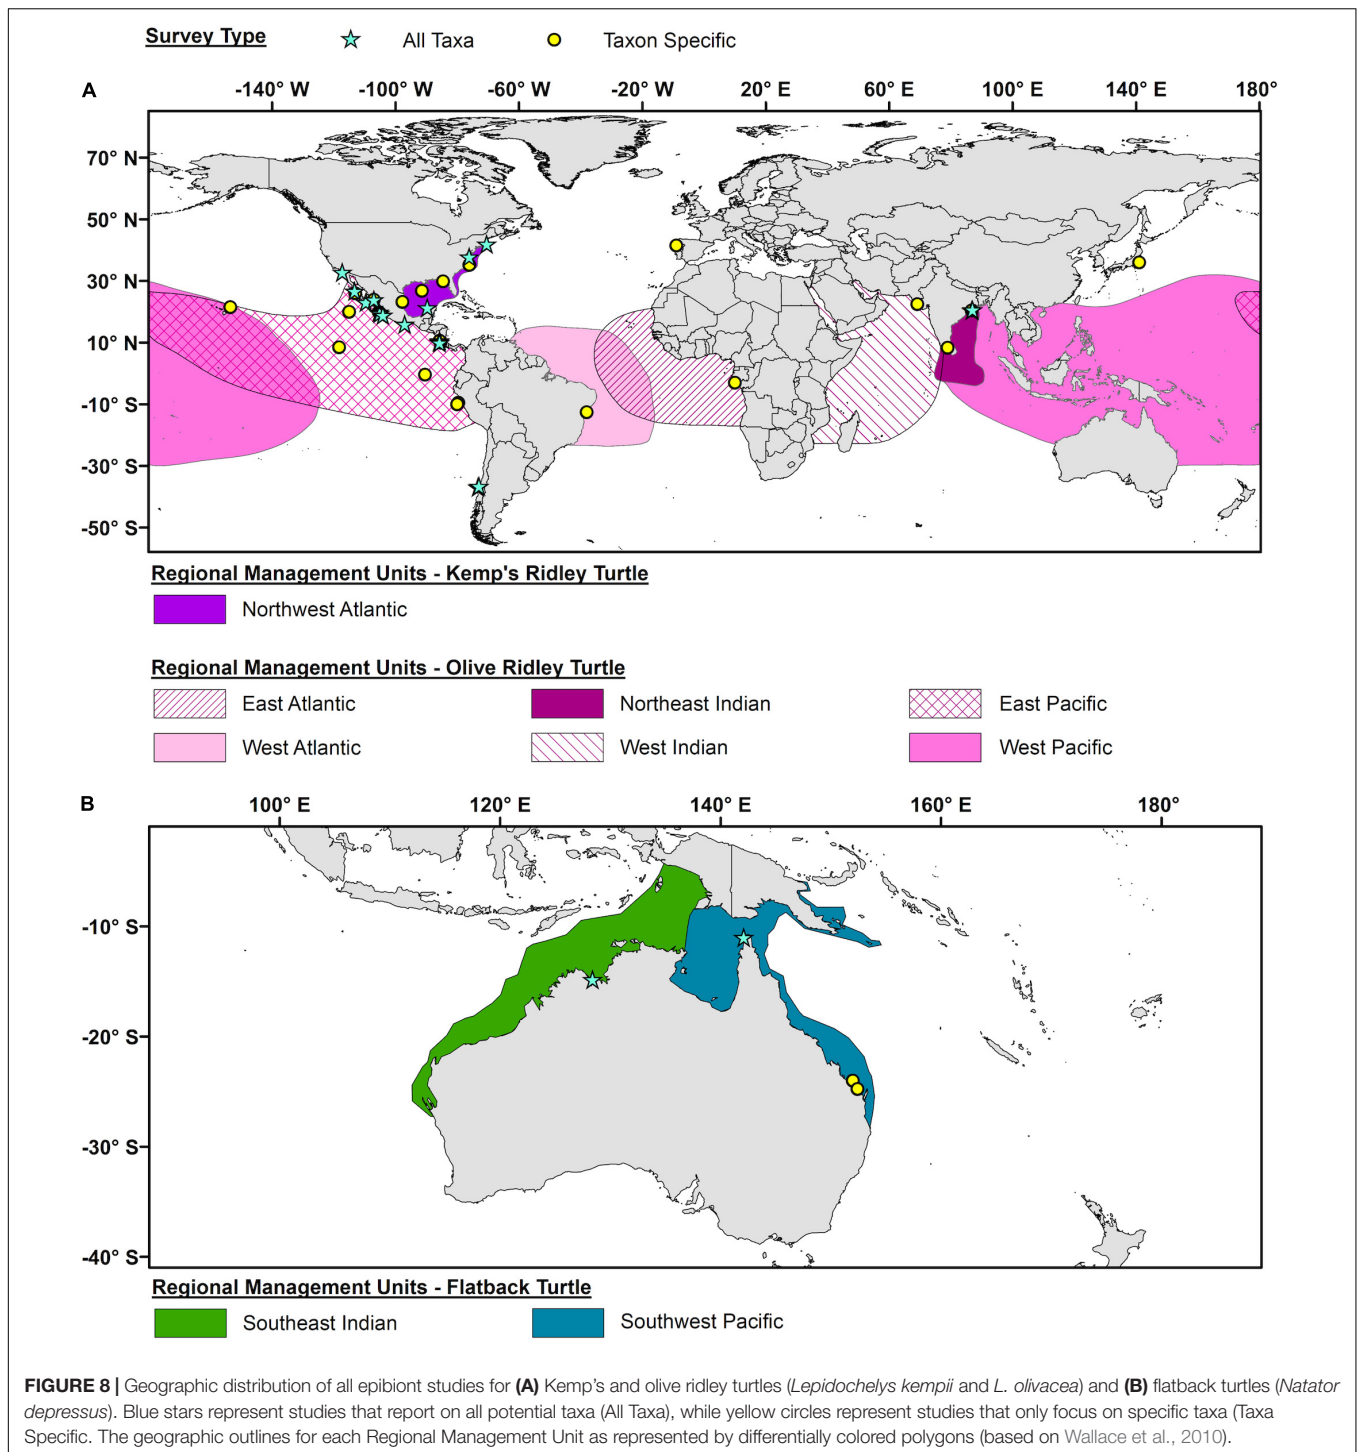 Survey Type All Taxa Taxon Specific
A
-140° W -100° W -60° W -20° W 20° E 60° E 100° E 140° E 180°
70° N
50° N
30° N
10° N
-10° S
-30° S
-50° S
Regional Management Units - Kemp's Ridley Turtle
Northwest Atlantic
Regional Management Units - Olive Ridley Turtle
East Atlantic Northeast Indian East Pacific
West Atlantic West Indian West Pacific
B
100° E 120° E 140° E 160° E 180°
-10° S
-20° S
-30° S
-40° S
Regional Management Units - Flatback Turtle
Southeast Indian Southwest Pacific
FIGURE 8 | Geographic distribution of all epibiont studies for (A) Kemp's and olive ridley turtles (Lepidochelys kempii and L. olivacea) and (B) flatback turtles (Natator
depressus). Blue stars represent studies that report on all potential taxa (All Taxa), while yellow circles represent studies that only focus on specific taxa (Taxa
Specific. The geographic outlines for each Regional Management Unit as represented by differentially colored polygons (based on Wallace et al., 2010).